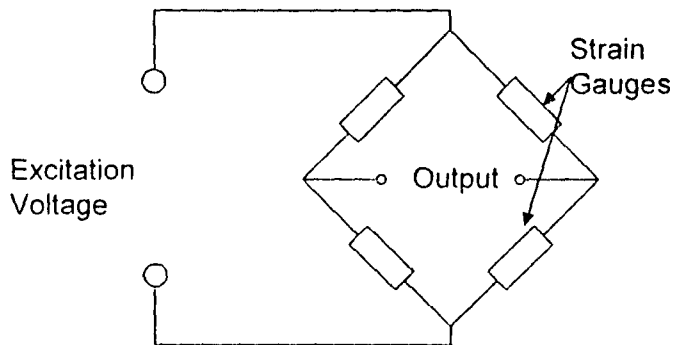 Strain
Gauges
Excitation
Voltage
Output